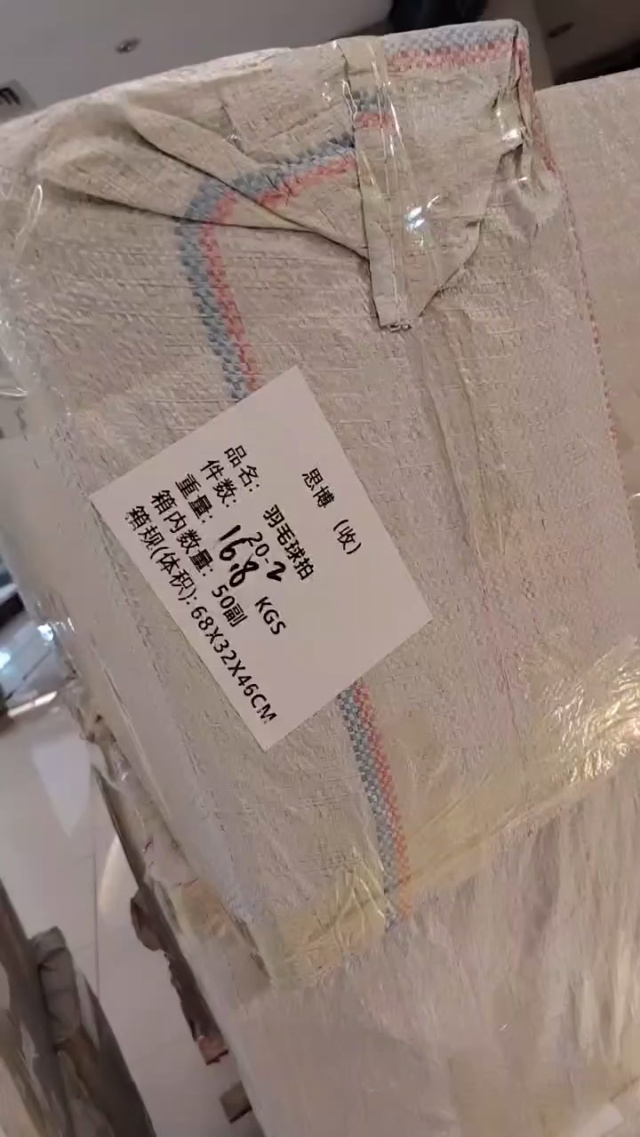 思博 (收)
品名: 羽毛球拍
件数: 20-2
重量: 16.8 KGS
箱内数量: 50副
箱规(体积): 68X32X46CM